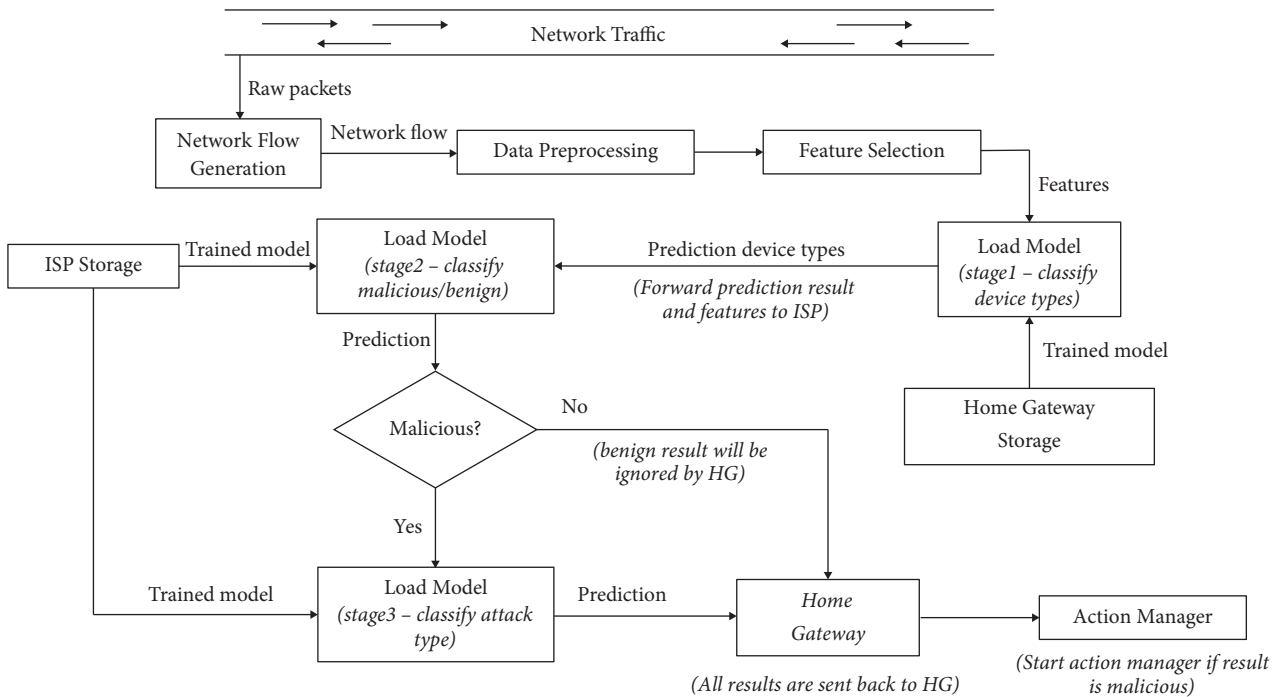 Network Traffic
Raw packets
Network Flow
Generation
Network flow
Data Preprocessing
Feature Selection
Features
ISP Storage
Trained model
Load Model
(stage2 – classify
malicious/benign)
Prediction device types
(Forward prediction result
and features to ISP)
Load Model
(stage1 – classify
device types)
Trained model
Home Gateway
Storage
Prediction
Malicious?
No
(benign result will be
ignored by HG)
Yes
Trained model
Load Model
(stage3 – classify attack
type)
Prediction
Home
Gateway
(All results are sent back to HG)
Action Manager
(Start action manager if result
is malicious)